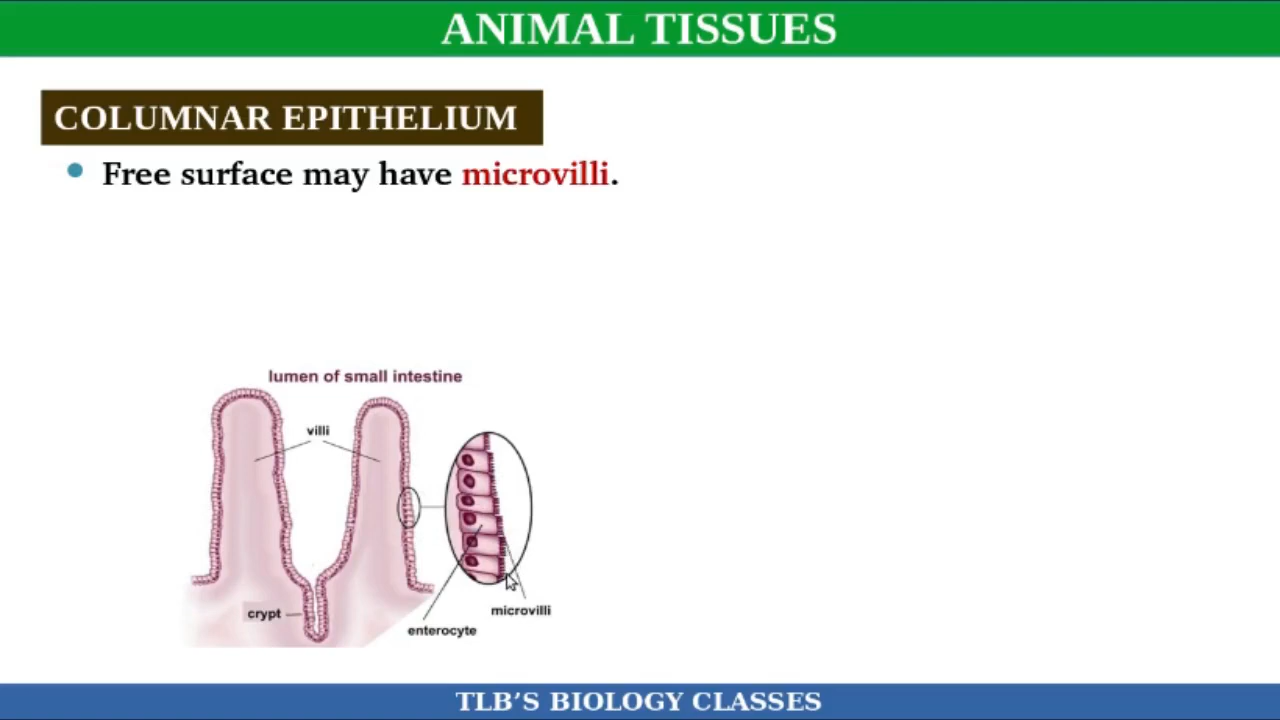 ANIMAL TISSUES
COLUMNAR EPITHELIUM
Free surface may have microvilli.
lumen of small intestine
villi
crypt
microvilli
enterocyte
TLB’S BIOLOGY CLASSES